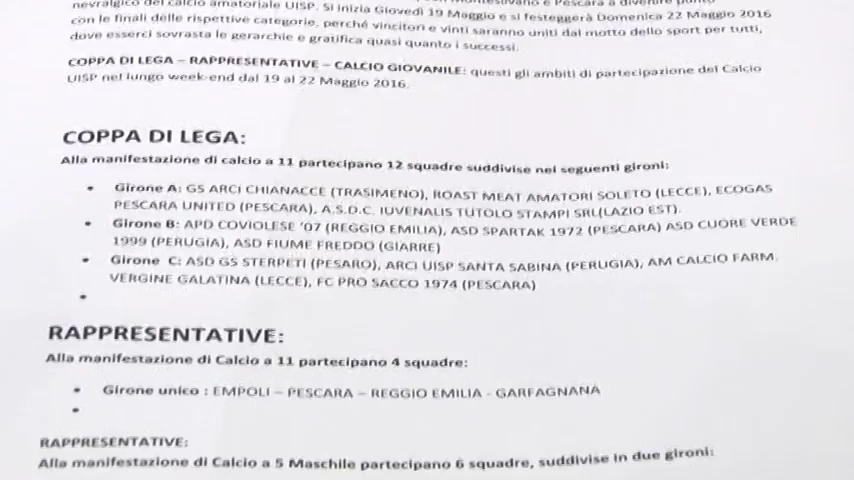 nevralgico del calcio amatoriale UISP. Si inizia Giovedì 19 Maggio e si festeggerà Domenica 22 Maggio 2016
con le finali delle rispettive categorie, perché vincitori e vinti saranno uniti dal motto dello sport per tutti,
dove esserci sovrasta le gerarchie e gratifica quasi quanto i successi.
COPPA DI LEGA – RAPPRESENTATIVE – CALCIO GIOVANILE: questi gli ambiti di partecipazione del Calcio
UISP nel lungo week-end dal 19 al 22 Maggio 2016.
COPPA DI LEGA:
Alla manifestazione di calcio a 11 partecipano 12 squadre suddivise nei seguenti gironi:
• Girone A: GS ARCI CHIANACCE (TRASIMENO), ROAST MEAT AMATORI SOLETO (LECCE), ECOGAS
PESCARA UNITED (PESCARA), A.S.D.C. IUVENALIS TUTOLO STAMPI SRL(LAZIO EST).
• Girone B: APD COVIOLESE '07 (REGGIO EMILIA), ASD SPARTAK 1972 (PESCARA) ASD CUORE VERDE
1999 (PERUGIA), ASD FIUME FREDDO (GIARRE)
• Girone C: ASD GS STERPETI (PESARO), ARCI UISP SANTA SABINA (PERUGIA), AM CALCIO FARM.
VERGINE GALATINA (LECCE), FC PRO SACCO 1974 (PESCARA)
•
RAPPRESENTATIVE:
Alla manifestazione di Calcio a 11 partecipano 4 squadre:
• Girone unico : EMPOLI – PESCARA – REGGIO EMILIA - GARFAGNANA
•
RAPPRESENTATIVE:
Alla manifestazione di Calcio a 5 Maschile partecipano 6 squadre, suddivise in due gironi: